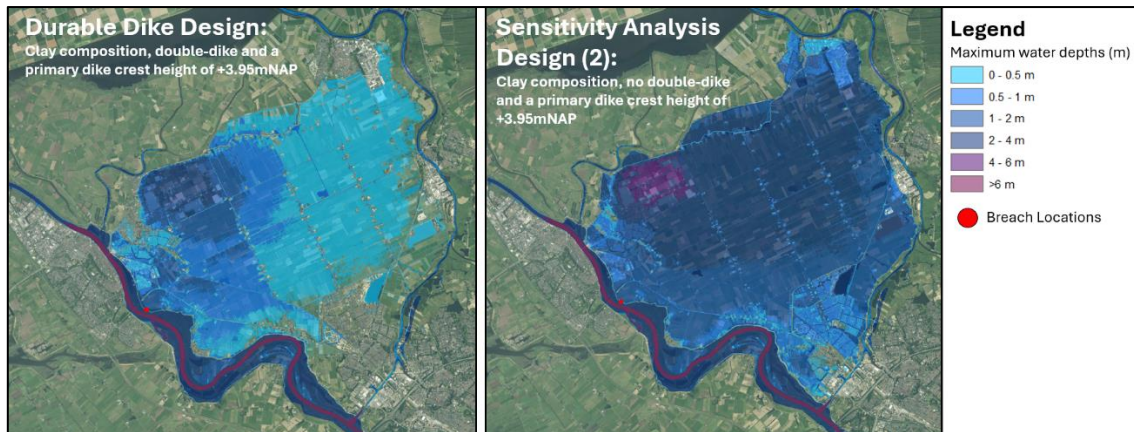 Durable Dike Design:
Clay composition, double-dike and a
primary dike crest height of +3.95mNAP
Sensitivity Analysis
Design (2):
Clay composition, no double-dike
and a primary dike crest height of
+3.95mNAP
Legend
Maximum water depths (m)
0 - 0.5 m
0.5 - 1 m
1 - 2 m
2 - 4 m
4 - 6 m
>6 m
Breach Locations